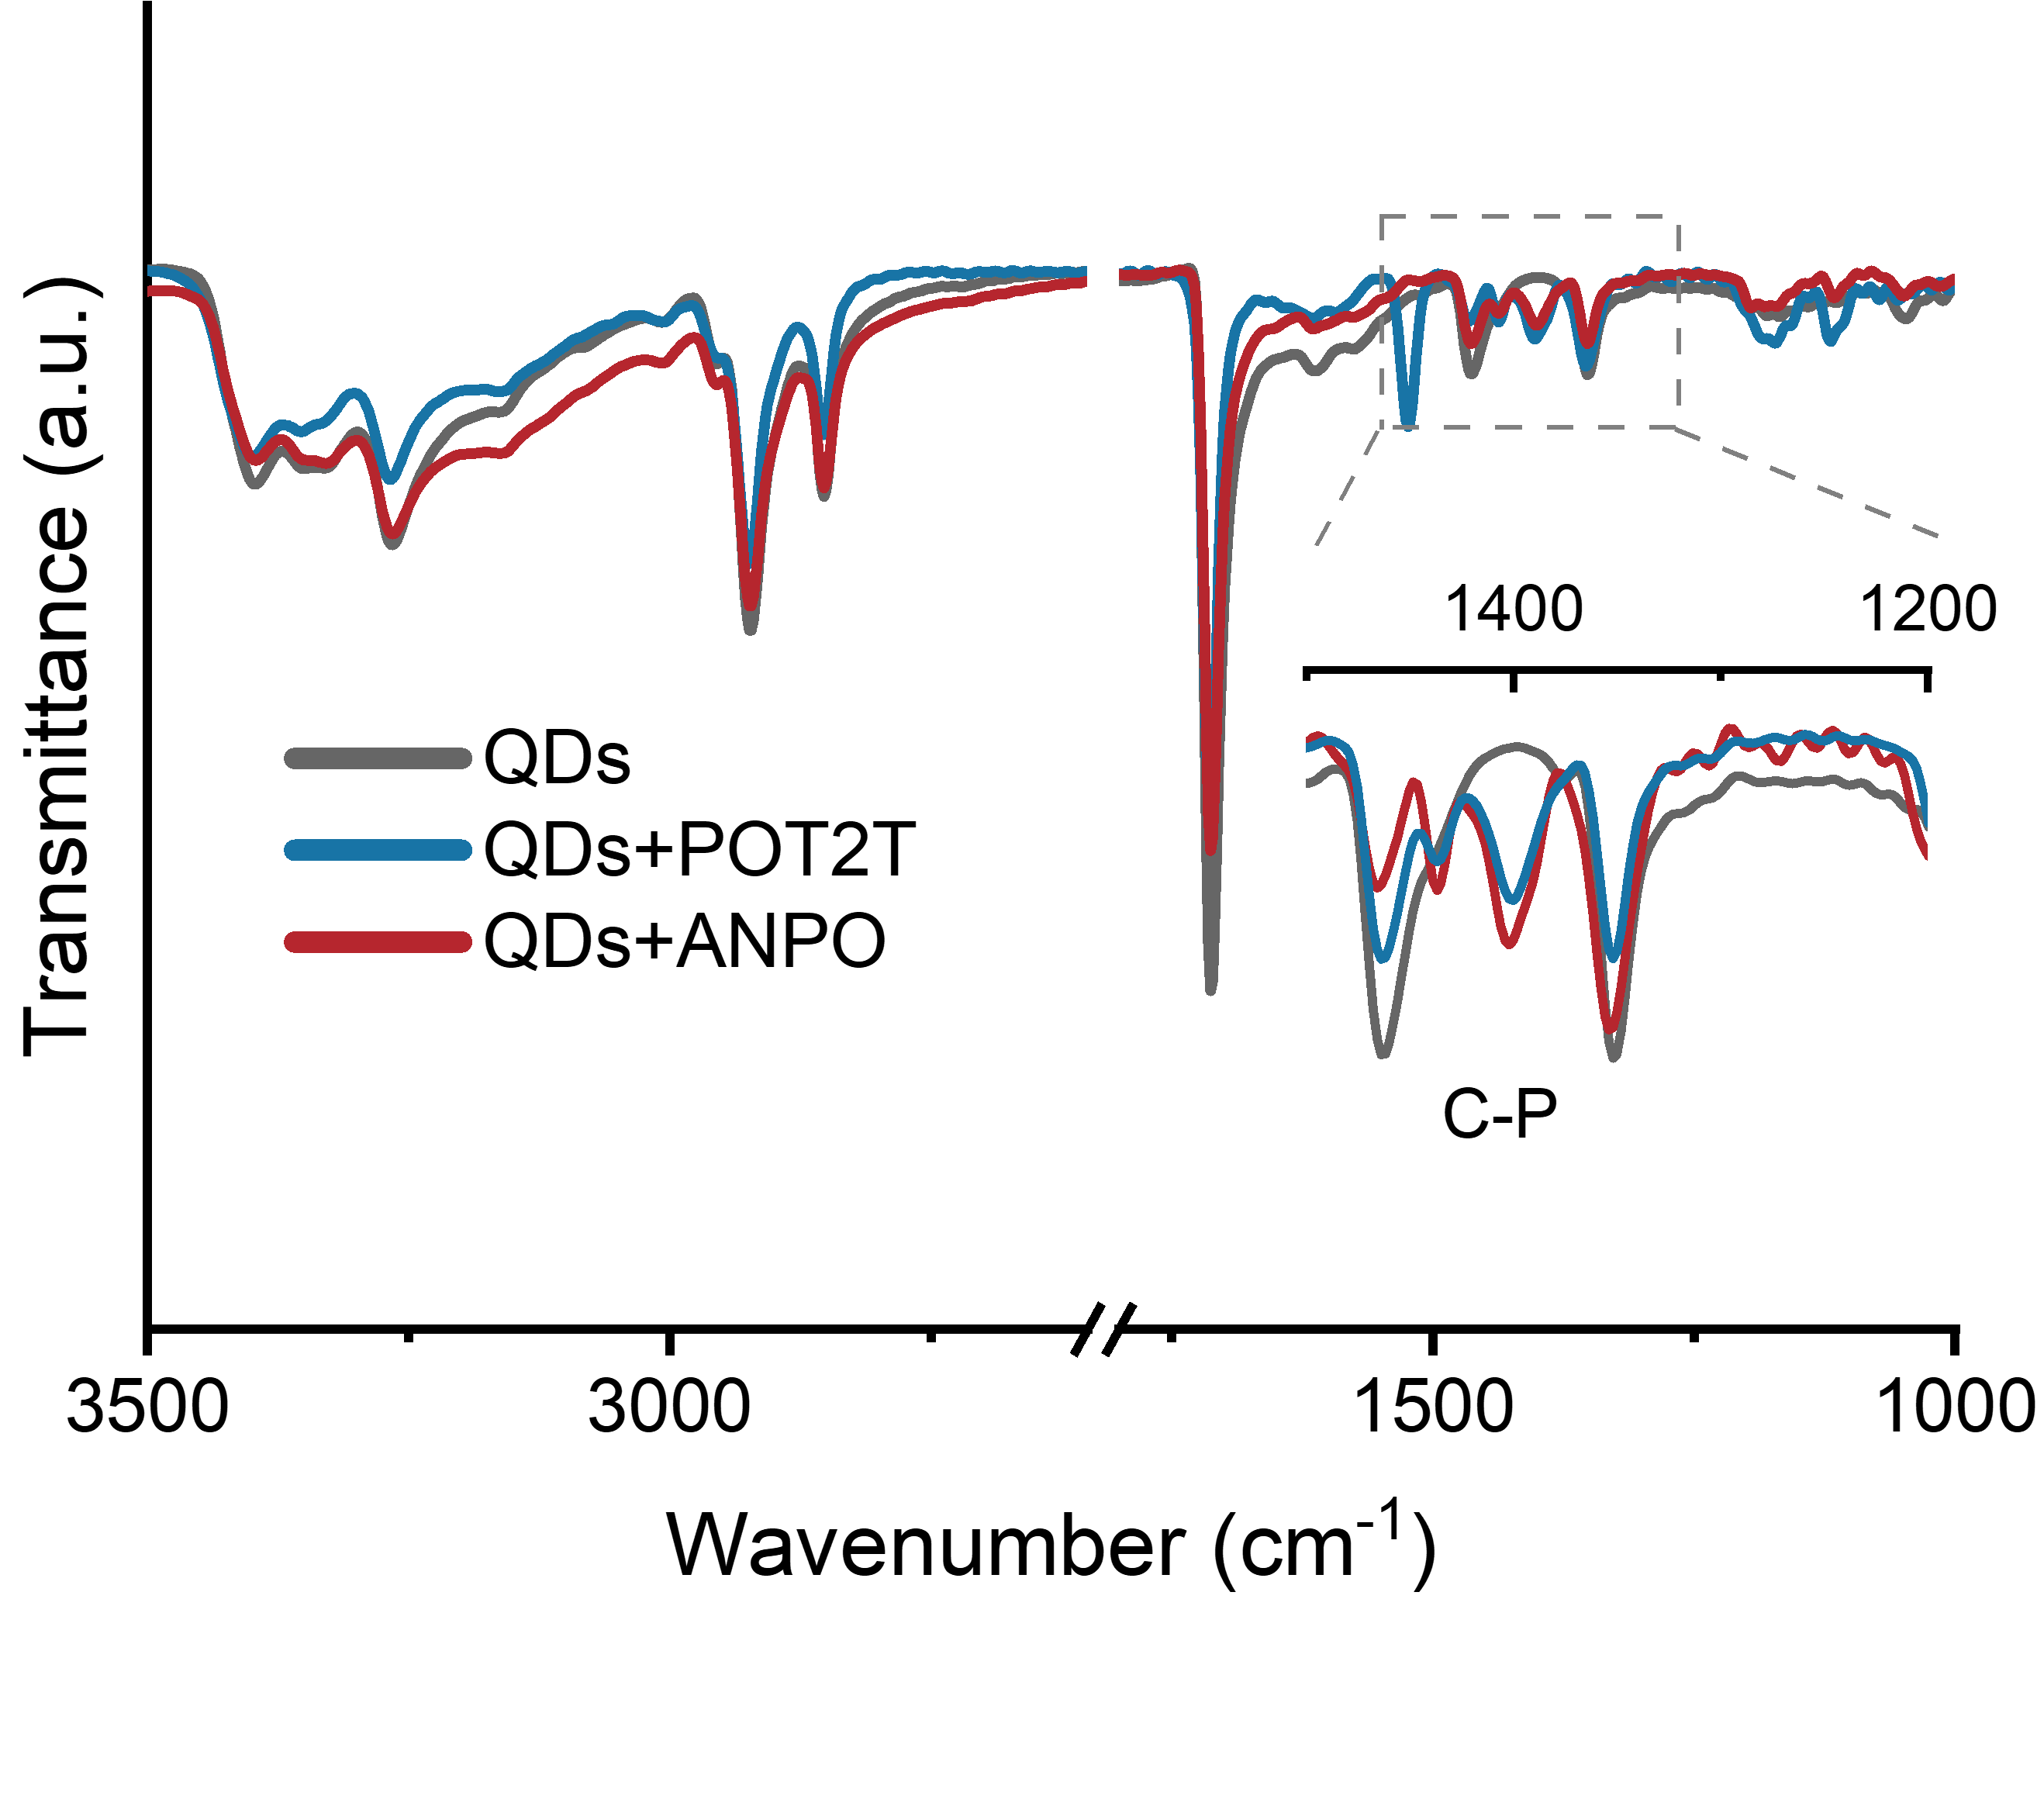 Transmittance (a.u.)
1400 1200
QDs
QDs+POT2T
QDs+ANPO
C-P
3500 3000 1500 1000
Wavenumber (cm⁻¹)